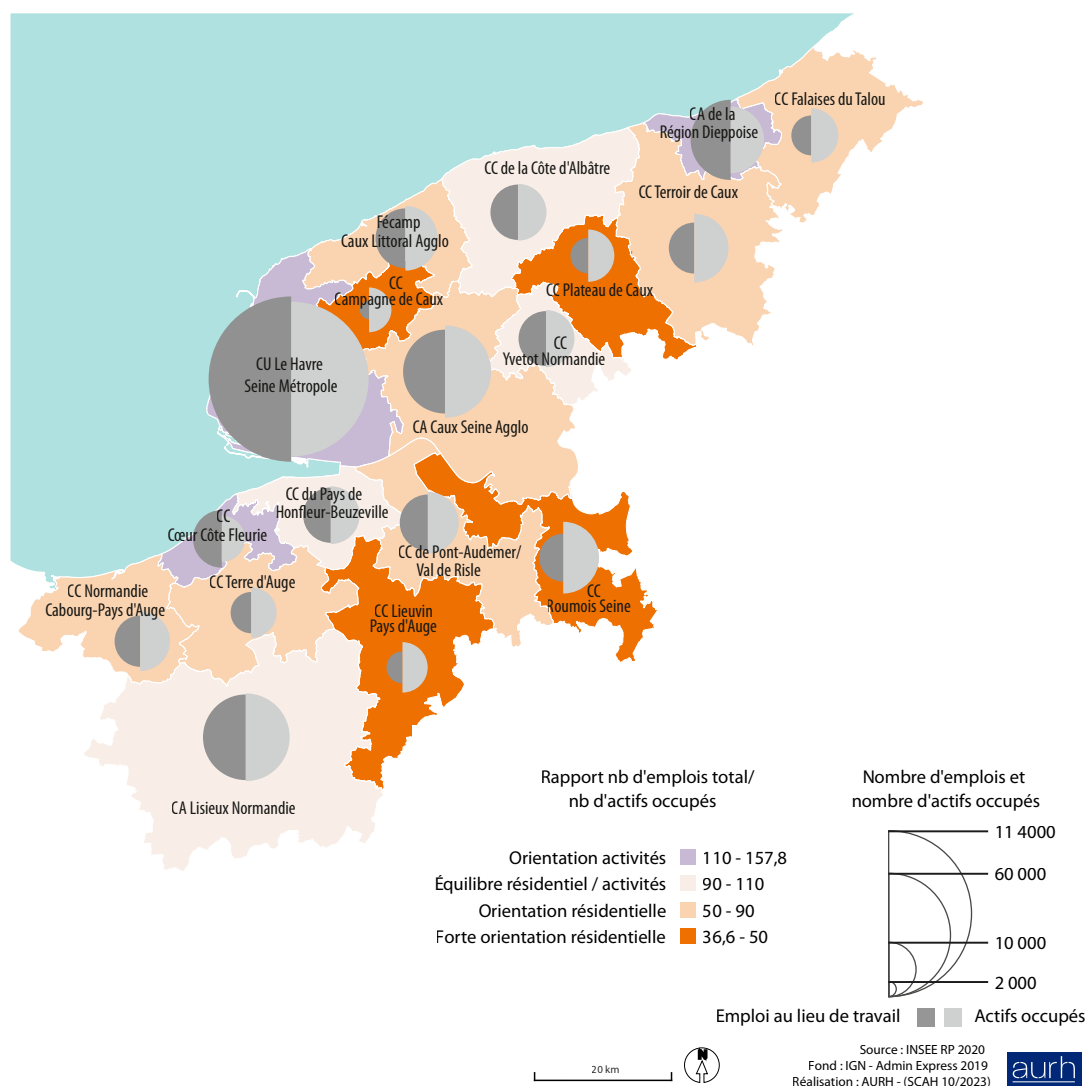 CC Falaises du Talou
CA de la
Région Dieppoise
CC de la Côte d'Albâtre
CC Terroir de Caux
Fécamp
Caux Littoral Agglo
CC
Campagne de Caux
CC Plateau de Caux
CC
Yvetot Normandie
CU Le Havre
Seine Métropole
CA Caux Seine Agglo
CC du Pays de
Honfleur-Beuzeville
CC
Cœur Côte Fleurie
CC de Pont-Audemer/
Val de Risle
CC Terre d'Auge
CC Normandie
Cabourg-Pays d'Auge
CC
Roumois Seine
CC Lieuvin
Pays d'Auge
CA Lisieux Normandie
Rapport nb d'emplois total/
nb d'actifs occupés
Orientation activités 110 - 157,8
Équilibre résidentiel / activités 90 - 110
Orientation résidentielle 50 - 90
Forte orientation résidentielle 36,6 - 50
Nombre d'emplois et
nombre d'actifs occupés
11 4000
60 000
10 000
2 000
Emploi au lieu de travail Actifs occupés
20 km
N
Source : INSEE RP 2020
Fond : IGN - Admin Express 2019
Réalisation : AURH - (SCAH 10/2023)
aurh